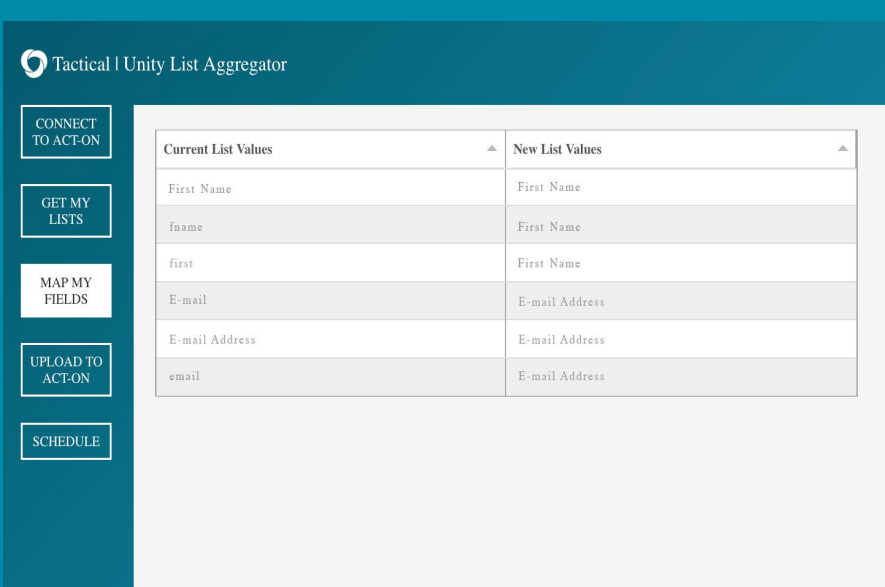 Tactical | Unity List Aggregator
CONNECT
TO ACT-ON
GET MY
LISTS
MAP MY
FIELDS
UPLOAD TO
ACT-ON
SCHEDULE
Current List Values New List Values
First Name First Name
fname First Name
first First Name
E-mail E-mail Address
E-mail Address E-mail Address
email E-mail Address